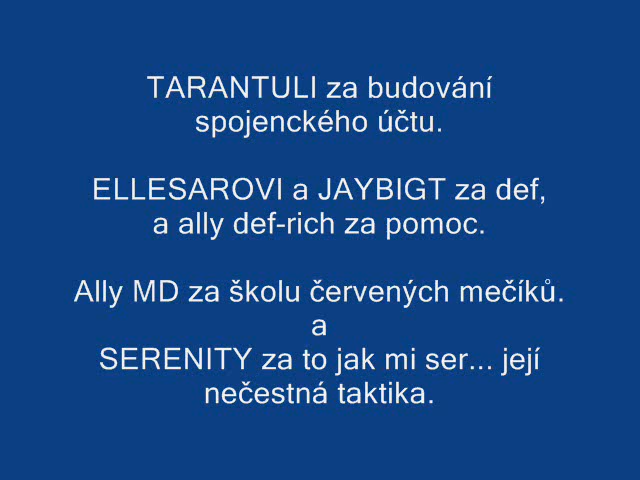 TARANTULI za budování
spojenckého účtu.
ELLESAROVI a JAYBIGT za def,
a ally def-rich za pomoc.
Ally MD za školu červených mečíků.
a
SERENITY za to jak mi ser... její
nečestná taktika.